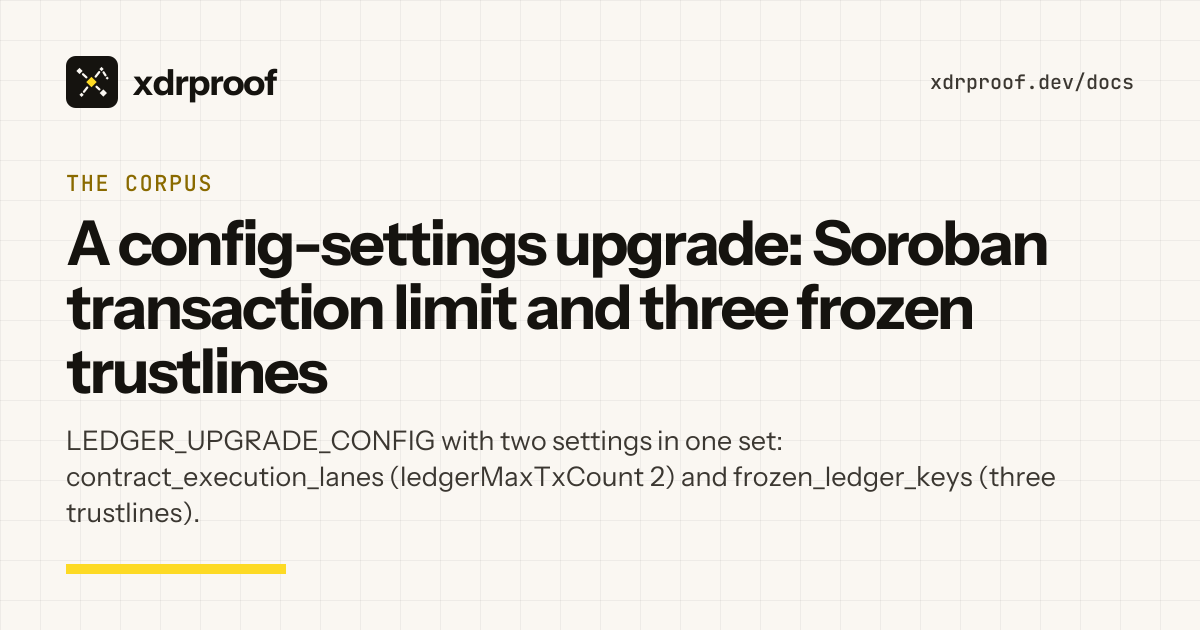 xdrproof
xdrproof.dev/docs
THE CORPUS
A config-settings upgrade: Soroban
transaction limit and three frozen
trustlines
LEDGER_UPGRADE_CONFIG with two settings in one set:
contract_execution_lanes (ledgerMaxTxCount 2) and frozen_ledger_keys (three
trustlines).